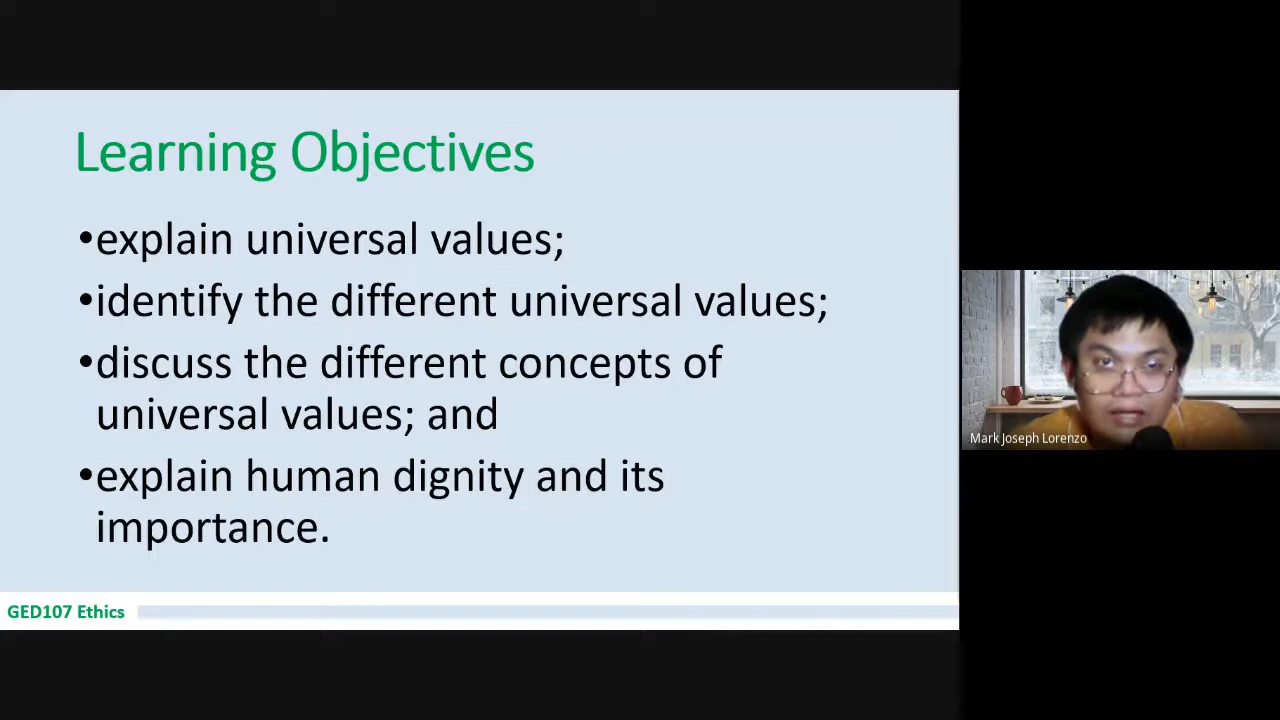 Learning Objectives
•explain universal values;
•identify the different universal values;
•discuss the different concepts of
universal values; and
•explain human dignity and its
importance.
GED107 Ethics
Mark Joseph Lorenzo